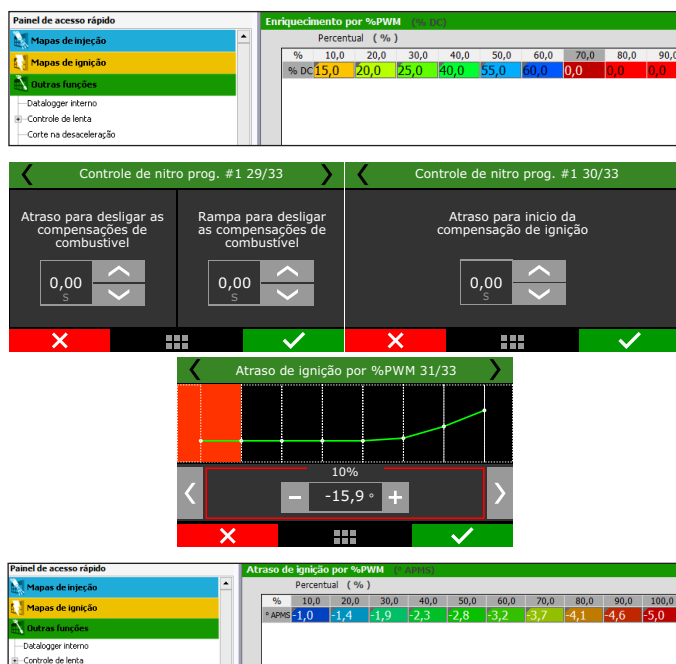 Painel de acesso rápido
Mapas de injeção
Mapas de ignição
Outras funções
Datalogger interno
Controle de lenta
Corte na desaceleração
Enriquecimento por %PWM (% DC)
Percentual ( % )
% 10,0 20,0 30,0 40,0 50,0 60,0 70,0 80,0 90,0
% DC 15,0 20,0 25,0 40,0 55,0 60,0 0,0 0,0 0,0
Controle de nitro prog. #1 29/33
Atraso para desligar as
compensações de
combustivel
0,00
S
Rampa para desligar
as compensações de
combustível
0,00
S
Controle de nitro prog. #1 30/33
Atraso para inicio da
compensação de ignição
0,00
S
Atraso de ignição por %PWM 31/33
10%
-15,9 °
Painel de acesso rápido
Mapas de injeção
Mapas de ignição
Outras funções
Datalogger interno
Controle de lenta
Atraso de ignição por %PWM (° APMS)
Percentual ( % )
% 10,0 20,0 30,0 40,0 50,0 60,0 70,0 80,0 90,0 100,0
° APMS -1,0 -1,4 -1,9 -2,3 -2,8 -3,2 -3,7 -4,1 -4,6 -5,0